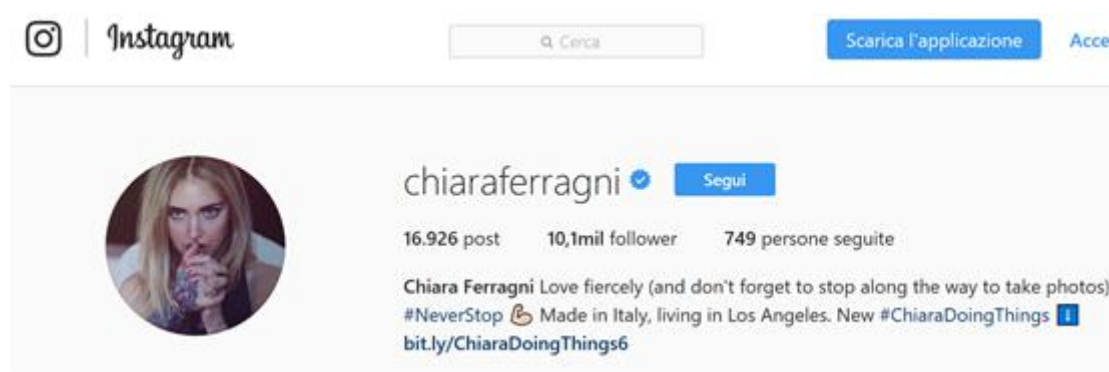 Instagram
Cerca
Scarica l'applicazione
Acce
chiaraferragni
Segui
16.926 post 10,1mil follower 749 persone seguite
Chiara Ferragni Love fiercely (and don't forget to stop along the way to take photos)
#NeverStop 💪 Made in Italy, living in Los Angeles. New #ChiaraDoingThings ⬇️
bit.ly/ChiaraDoingThings6